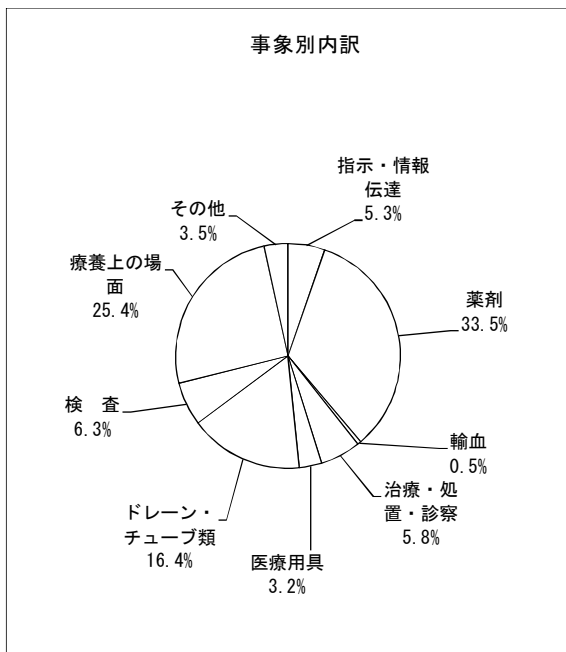 事象別内訳
指示・情報
伝達
5.3%
薬剤
33.5%
輸血
0.5%
治療・処
置・診察
5.8%
医療用具
3.2%
ドレーン・
チューブ類
16.4%
検　査
6.3%
療養上の場
面
25.4%
その他
3.5%